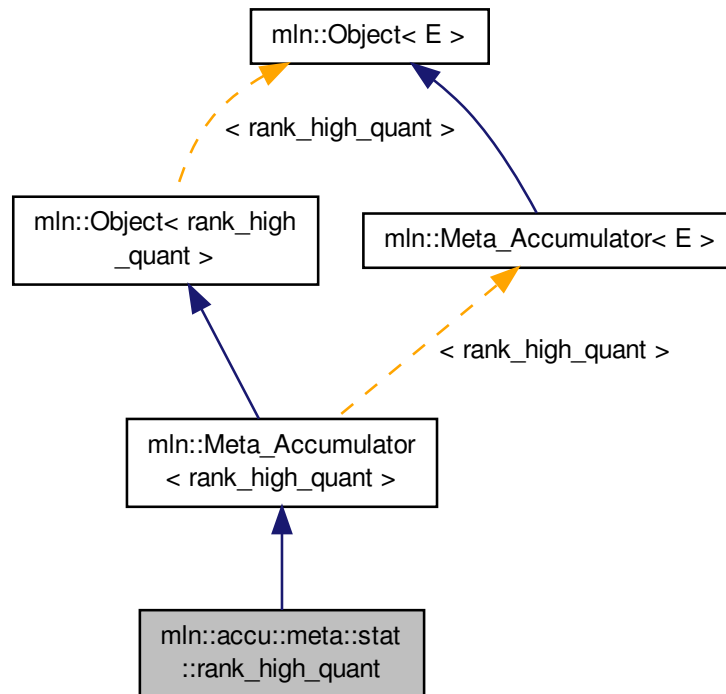 mln::Object< E >
< rank_high_quant >
mln::Object< rank_high
_quant >
mln::Meta_Accumulator< E >
< rank_high_quant >
mln::Meta_Accumulator
< rank_high_quant >
mln::accu::meta::stat
::rank_high_quant